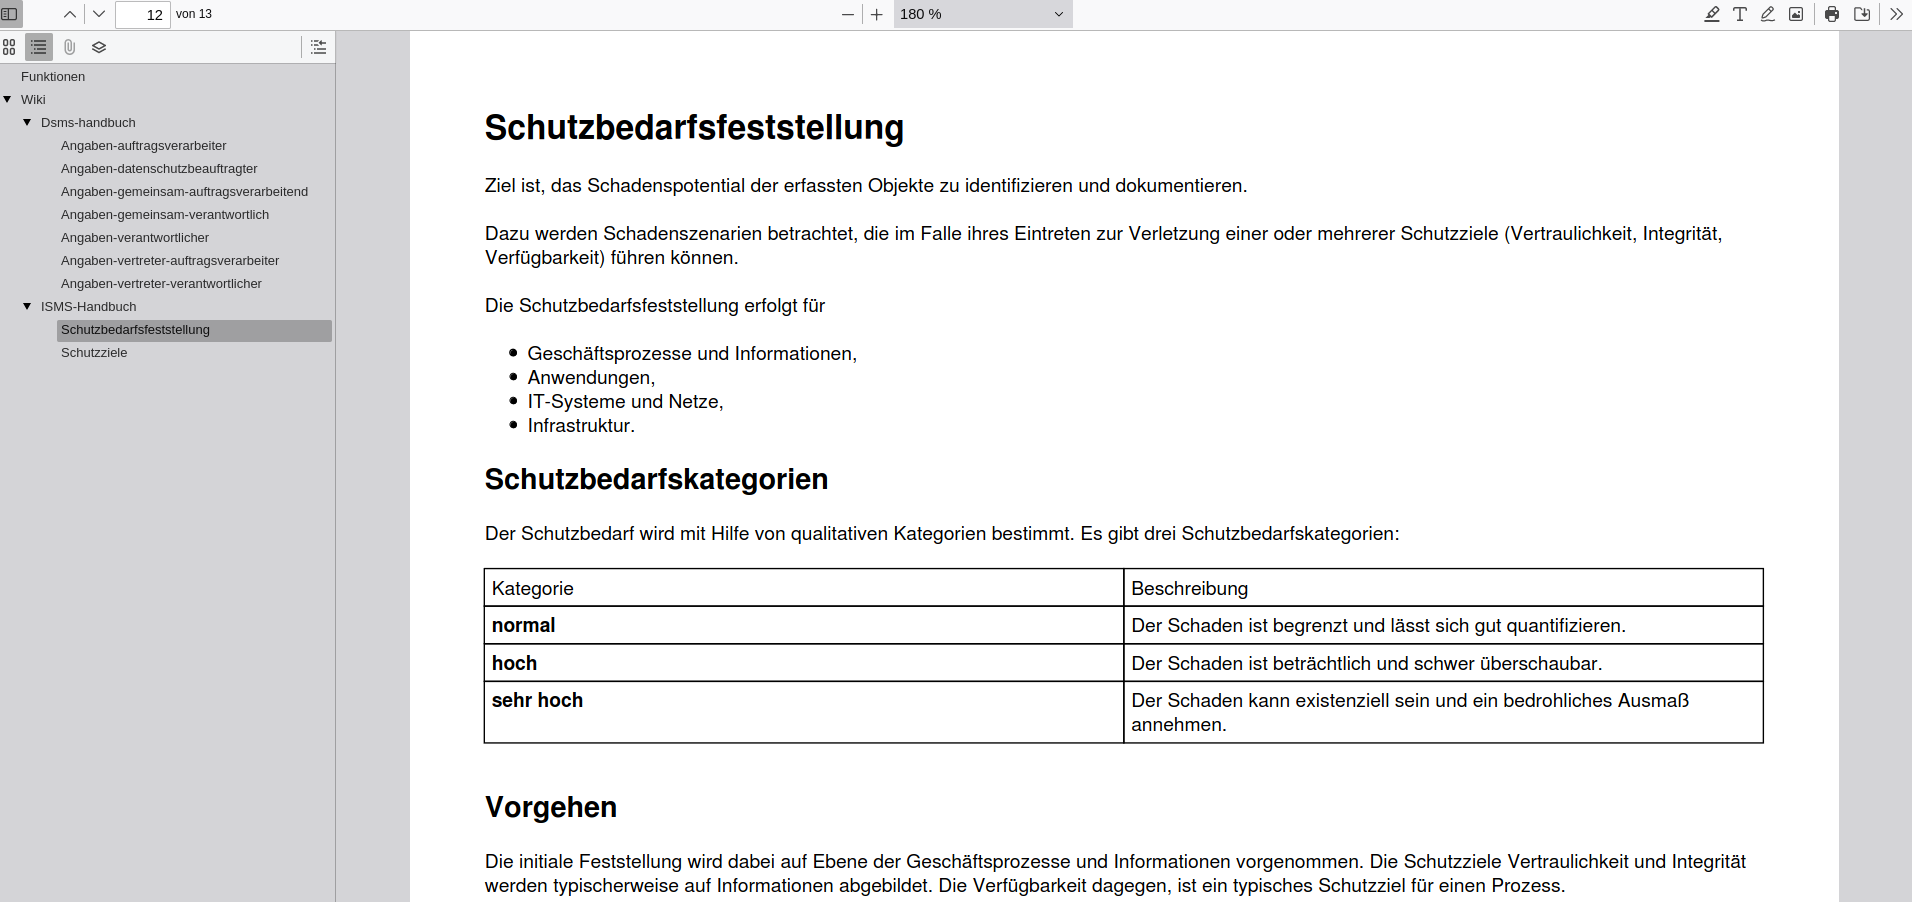 12 von 13
180 %
Funktionen
Wiki
Dsms-handbuch
Angaben-auftragsverarbeiter
Angaben-datenschutzbeauftragter
Angaben-gemeinsam-auftragsverarbeitend
Angaben-gemeinsam-verantwortlich
Angaben-verantwortlicher
Angaben-vertreter-auftragsverarbeiter
Angaben-vertreter-verantwortlicher
ISMS-Handbuch
Schutzbedarfsfeststellung
Schutzziele
Schutzbedarfsfeststellung
Ziel ist, das Schadenspotential der erfassten Objekte zu identifizieren und dokumentieren.
Dazu werden Schadenszenarien betrachtet, die im Falle ihres Eintreten zur Verletzung einer oder mehrerer Schutzziele (Vertraulichkeit, Integrität,
Verfügbarkeit) führen können.
Die Schutzbedarfsfeststellung erfolgt für
Geschäftsprozesse und Informationen,
Anwendungen,
IT-Systeme und Netze,
Infrastruktur.
Schutzbedarfskategorien
Der Schutzbedarf wird mit Hilfe von qualitativen Kategorien bestimmt. Es gibt drei Schutzbedarfskategorien:
Kategorie Beschreibung
normal Der Schaden ist begrenzt und lässt sich gut quantifizieren.
hoch Der Schaden ist beträchtlich und schwer überschaubar.
sehr hoch Der Schaden kann existenziell sein und ein bedrohliches Ausmaß
annehmen.
Vorgehen
Die initiale Feststellung wird dabei auf Ebene der Geschäftsprozesse und Informationen vorgenommen. Die Schutzziele Vertraulichkeit und Integrität
werden typischerweise auf Informationen abgebildet. Die Verfügbarkeit dagegen, ist ein typisches Schutzziel für einen Prozess.